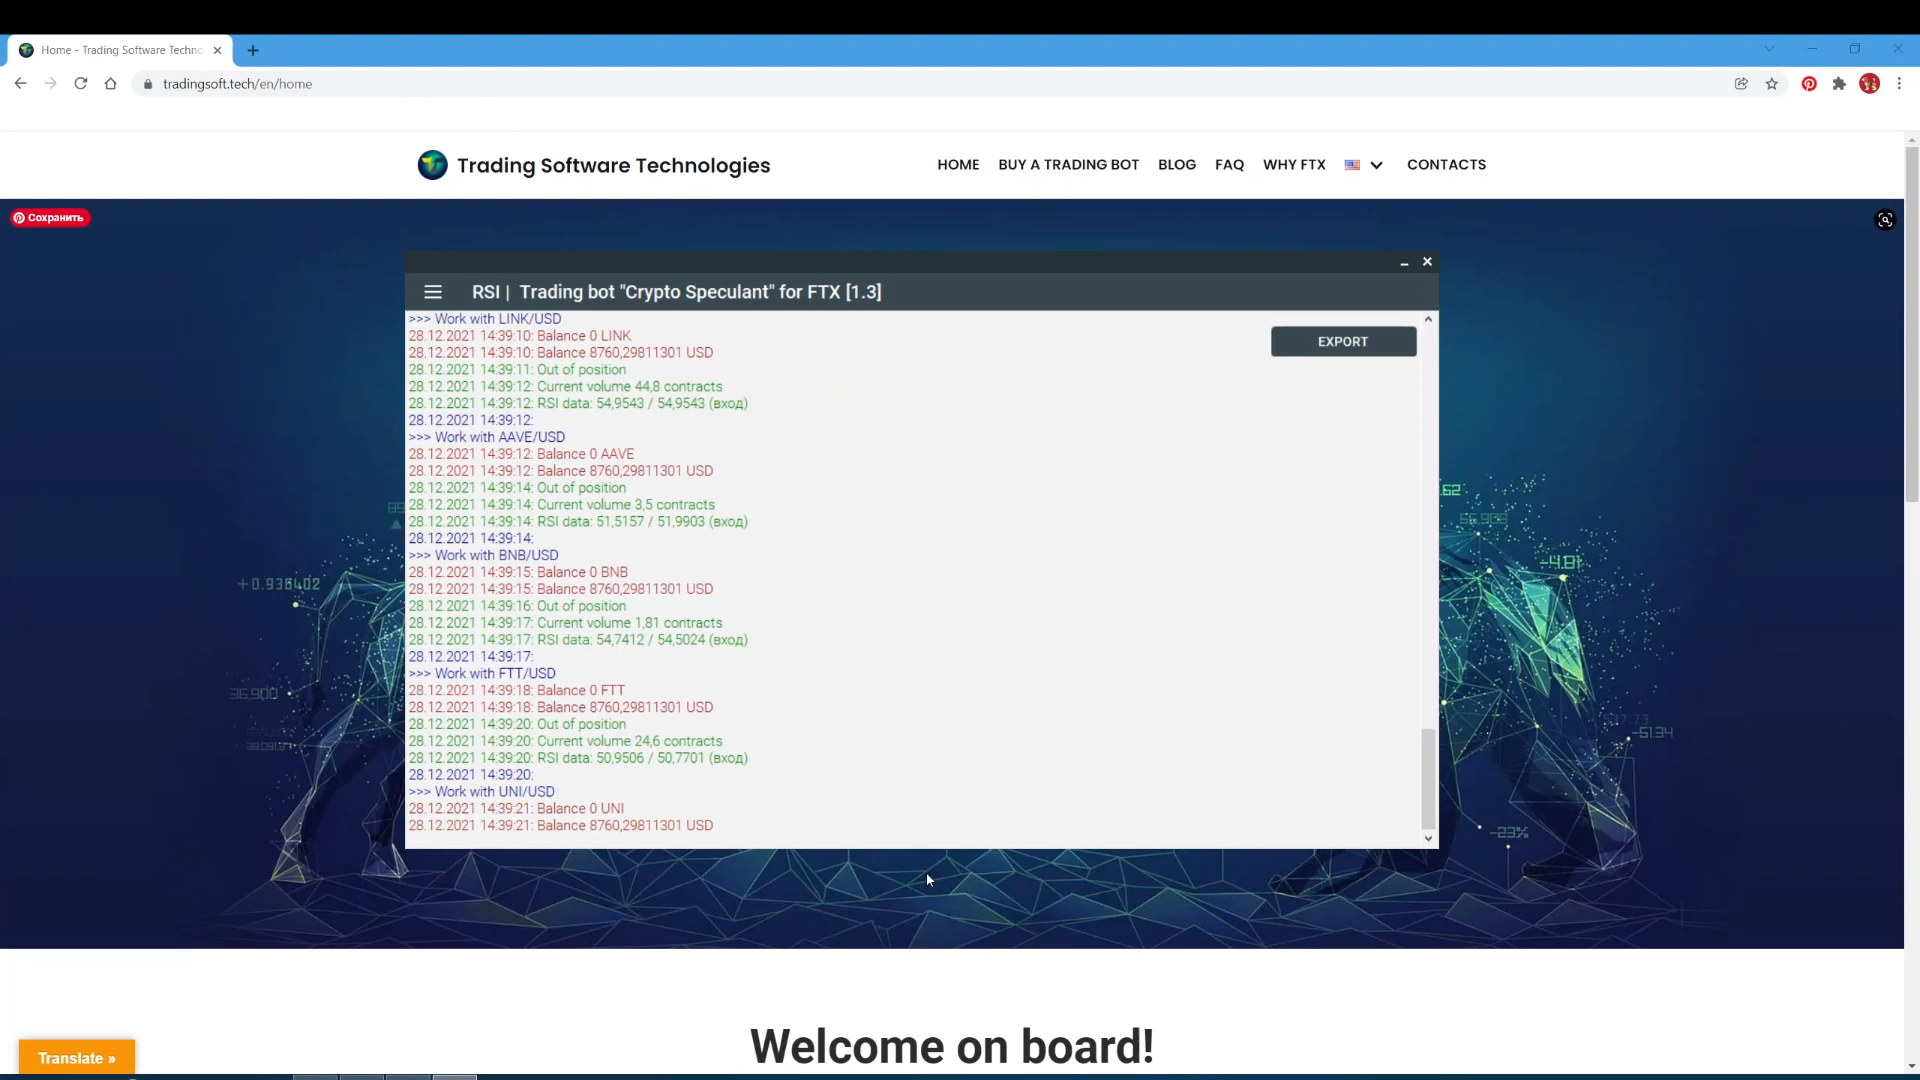 Home - Trading Software Techno
tradingsoft.tech/en/home
Trading Software Technologies
HOME
BUY A TRADING BOT
BLOG
FAQ
WHY FTX
CONTACTS
Сохранить
RSI | Trading bot "Crypto Speculant" for FTX [1.3]
EXPORT
>>> Work with LINK/USD
28.12.2021 14:39:10: Balance 0 LINK
28.12.2021 14:39:10: Balance 8760,29811301 USD
28.12.2021 14:39:11: Out of position
28.12.2021 14:39:12: Current volume 44,8 contracts
28.12.2021 14:39:12: RSI data: 54,9543 / 54,9543 (вход)
28.12.2021 14:39:12:
>>> Work with AAVE/USD
28.12.2021 14:39:12: Balance 0 AAVE
28.12.2021 14:39:12: Balance 8760,29811301 USD
28.12.2021 14:39:14: Out of position
28.12.2021 14:39:14: Current volume 3,5 contracts
28.12.2021 14:39:14: RSI data: 51,5157 / 51,9903 (вход)
28.12.2021 14:39:14:
>>> Work with BNB/USD
28.12.2021 14:39:15: Balance 0 BNB
28.12.2021 14:39:15: Balance 8760,29811301 USD
28.12.2021 14:39:16: Out of position
28.12.2021 14:39:17: Current volume 1,81 contracts
28.12.2021 14:39:17: RSI data: 54,7412 / 54,5024 (вход)
28.12.2021 14:39:17:
>>> Work with FTT/USD
28.12.2021 14:39:18: Balance 0 FTT
28.12.2021 14:39:18: Balance 8760,29811301 USD
28.12.2021 14:39:20: Out of position
28.12.2021 14:39:20: Current volume 24,6 contracts
28.12.2021 14:39:20: RSI data: 50,9506 / 50,7701 (вход)
28.12.2021 14:39:20:
>>> Work with UNI/USD
28.12.2021 14:39:21: Balance 0 UNI
28.12.2021 14:39:21: Balance 8760,29811301 USD
+0.936402
36,900
.62
56.908
-4.81
-51.34
-23%
Welcome on board!
Translate »